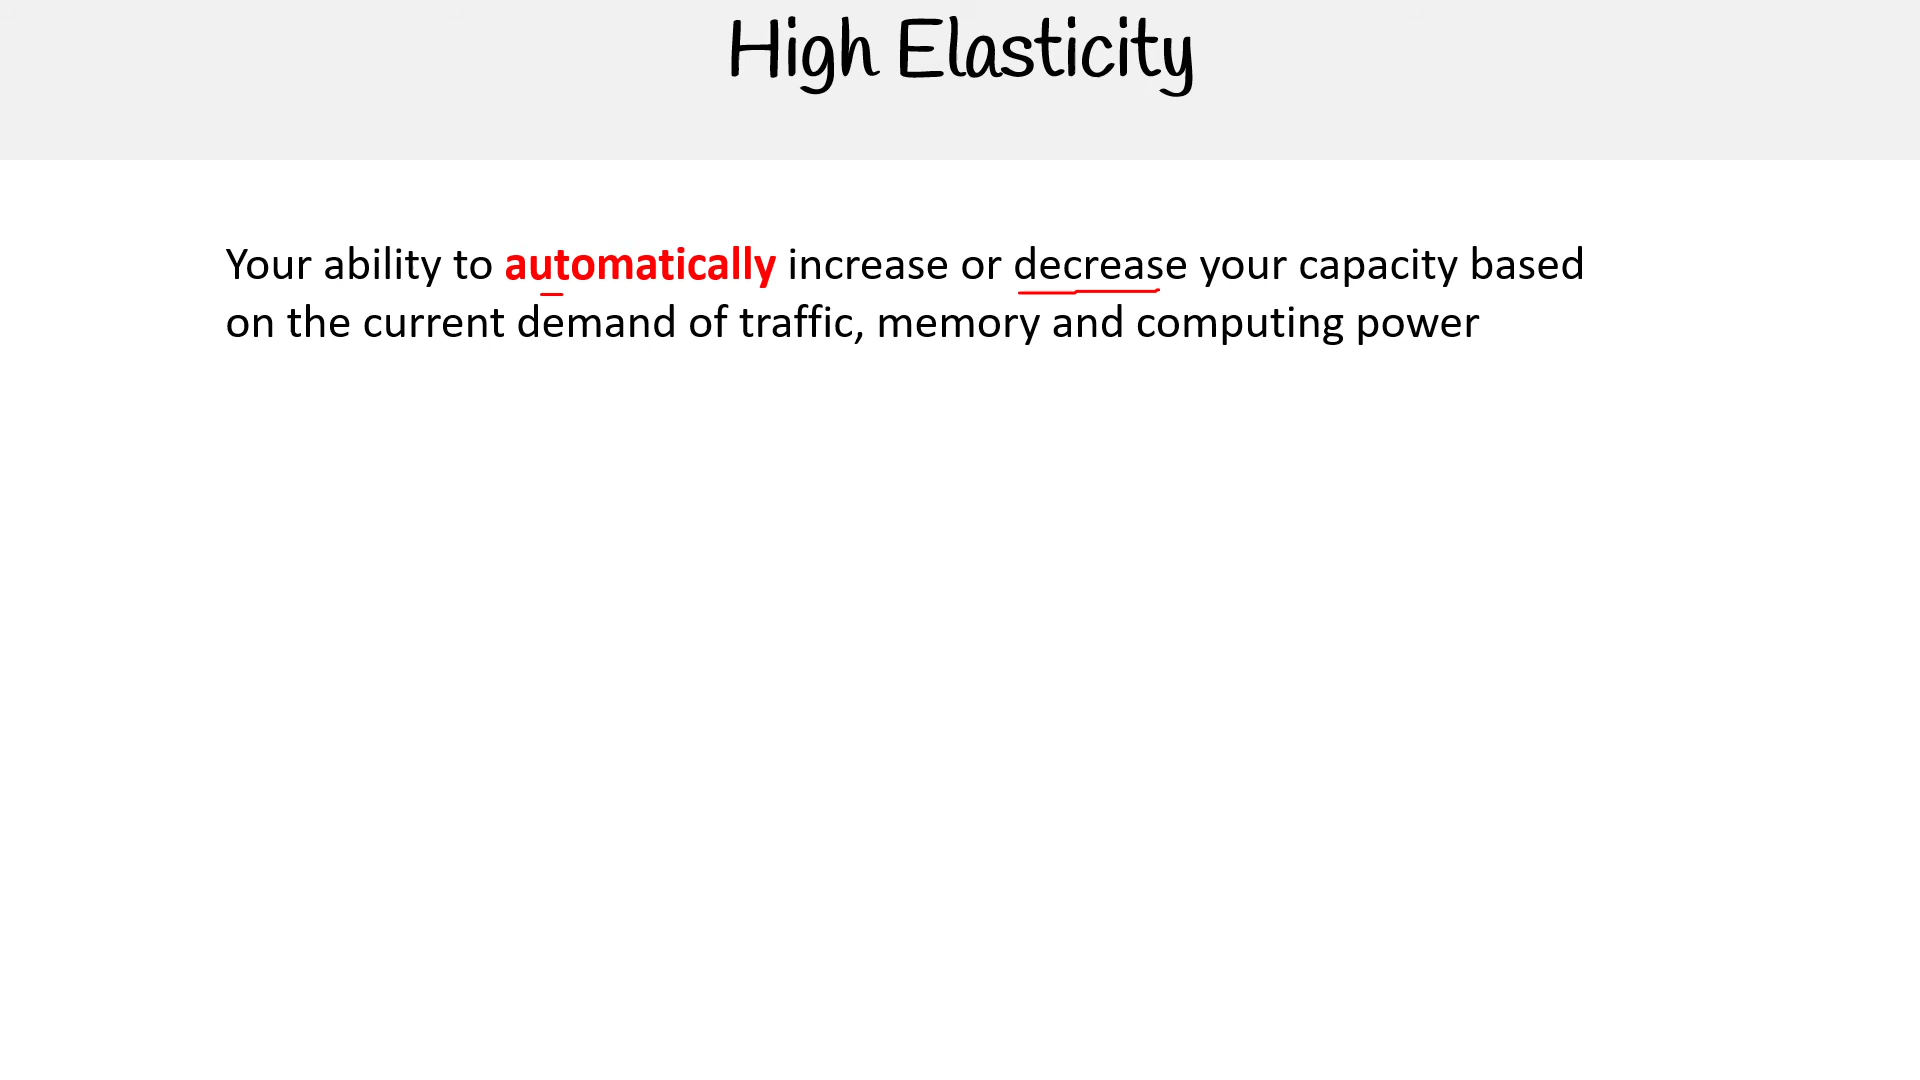 High Elasticity
Your ability to automatically increase or decrease your capacity based
on the current demand of traffic, memory and computing power